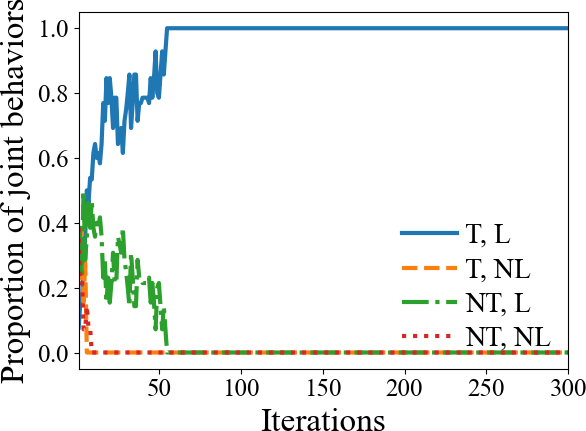 Proportion of joint behaviors
1.0
0.8
0.6
0.4
0.2
0.0
T, L
T, NL
NT, L
NT, NL
50 100 150 200 250 300
Iterations